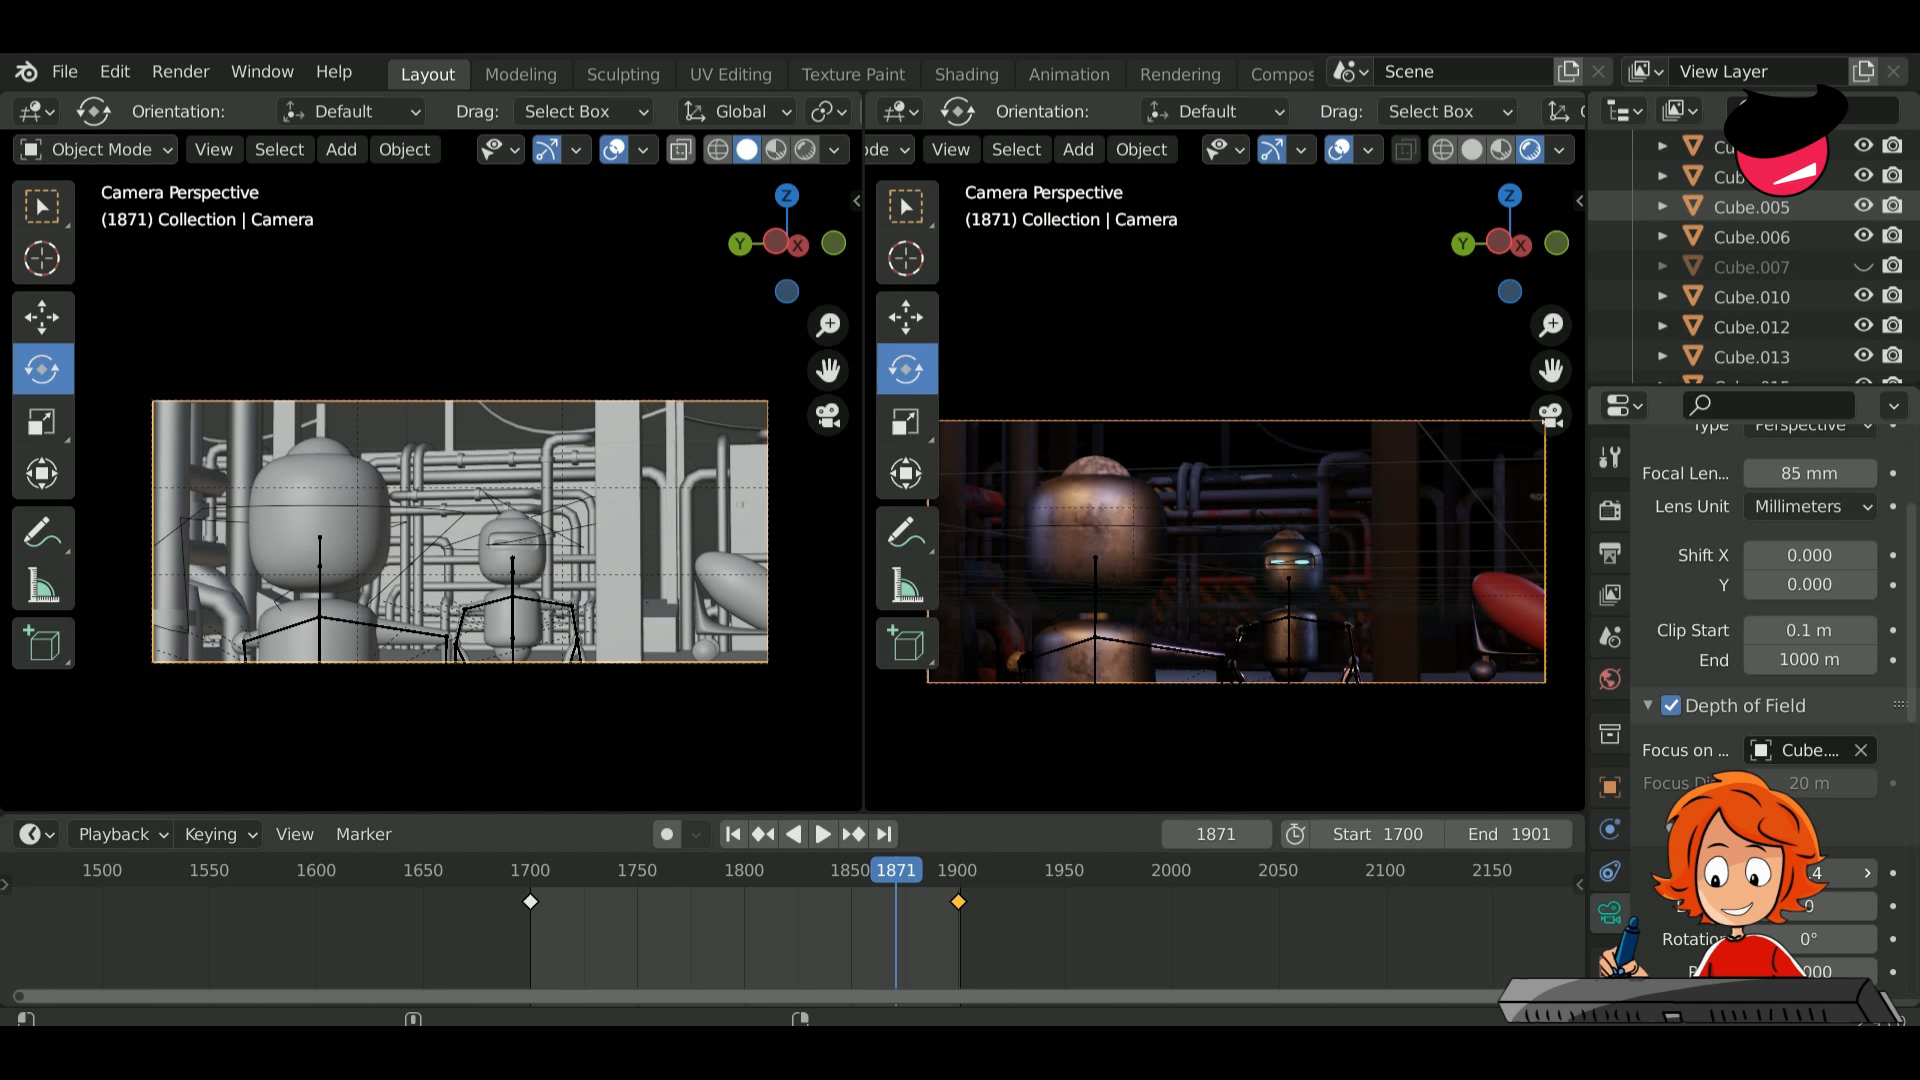 File Edit Render Window Help Layout Modeling Sculpting UV Editing Texture Paint Shading Animation Rendering Compos Scene View Layer
Orientation: Default Drag: Select Box Global Orientation: Default Drag: Select Box
Object Mode View Select Add Object ode View Select Add Object
Camera Perspective
(1871) Collection | Camera
Z
Y
X
Camera Perspective
(1871) Collection | Camera
Z
Y
X
Cube.005
Cube.006
Cube.007
Cube.010
Cube.012
Cube.013
Type Perspective
Focal Len... 85 mm
Lens Unit Millimeters
Shift X 0.000
Y 0.000
Clip Start 0.1 m
End 1000 m
Depth of Field
Focus on ... Cube....
20 m
Playback Keying View Marker 1871 Start 1700 End 1901
1500 1550 1600 1650 1700 1750 1800 1850 1871 1900 1950 2000 2050 2100 2150
0°